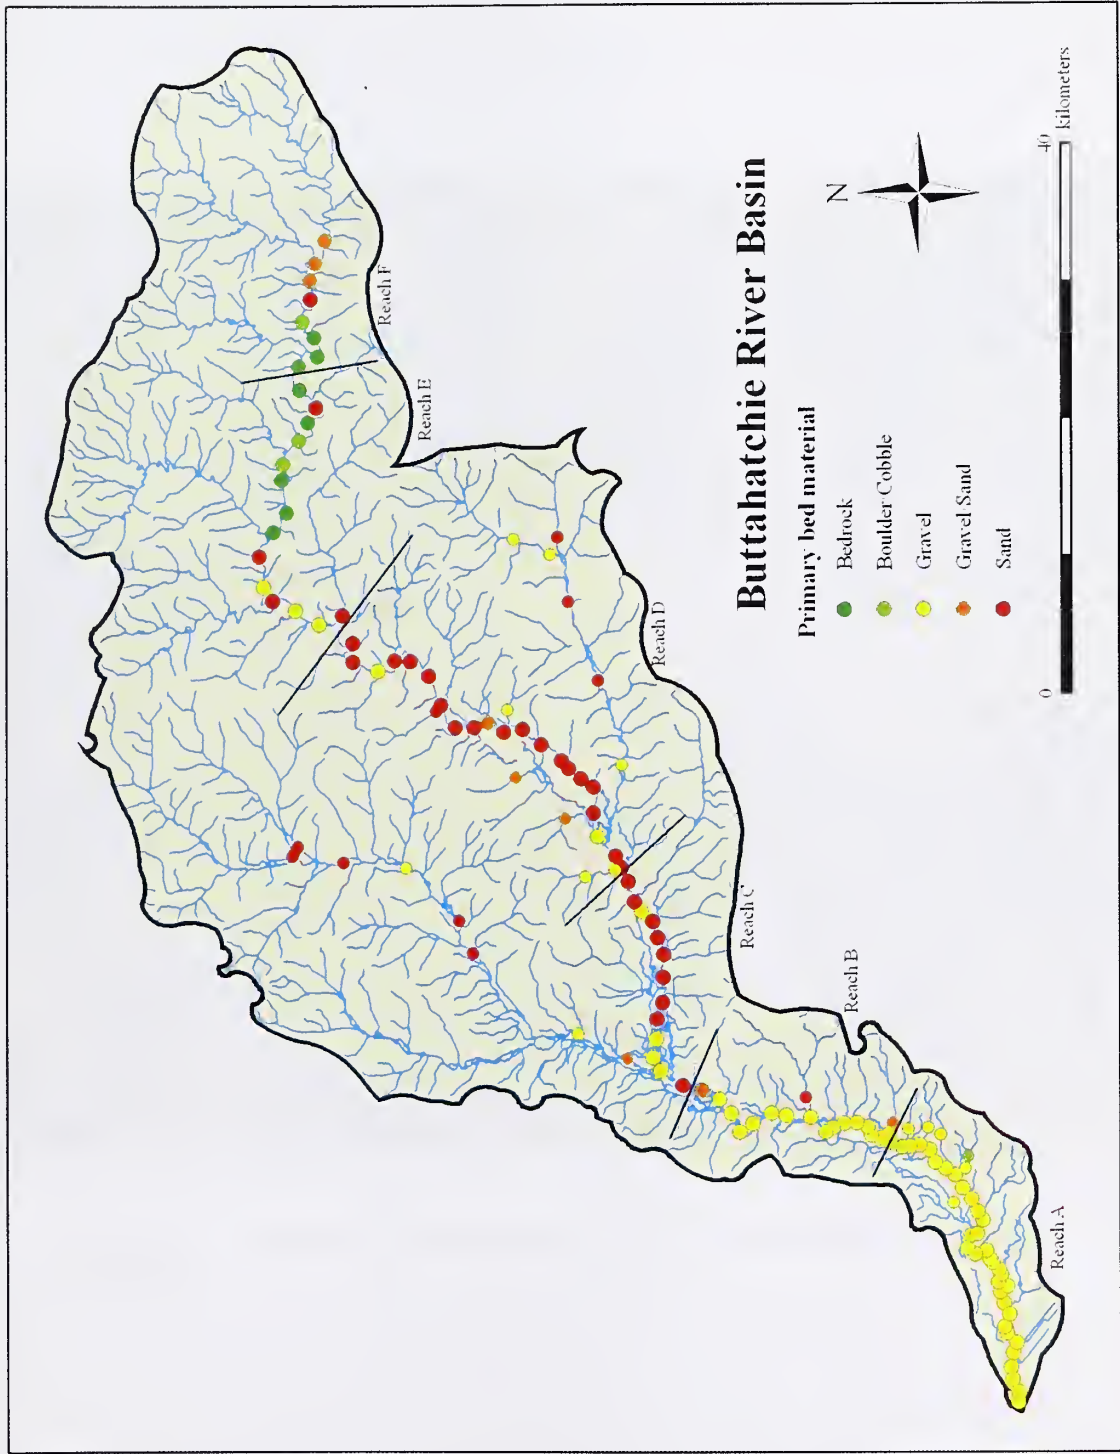 Buttahatchie River Basin
Primary bed material
Bedrock
Boulder Cobble
Gravel
Gravel Sand
Sand
N
0
40
kilometers
Reach F
Reach E
Reach D
Reach C
Reach B
Reach A